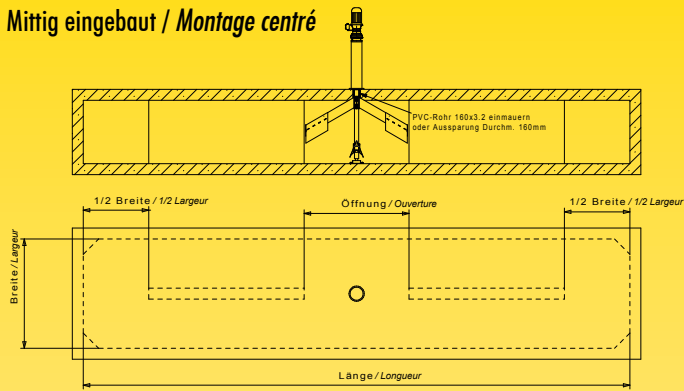 Mittig eingebaut / Montage centré
PVC-Rohr 160x3.2 einmauern
oder Aussparung Durchm. 160mm
1/2 Breite / 1/2 Largeur
Öffnung / Ouverture
1/2 Breite / 1/2 Largeur
Breite / Largeur
Länge / Longueur